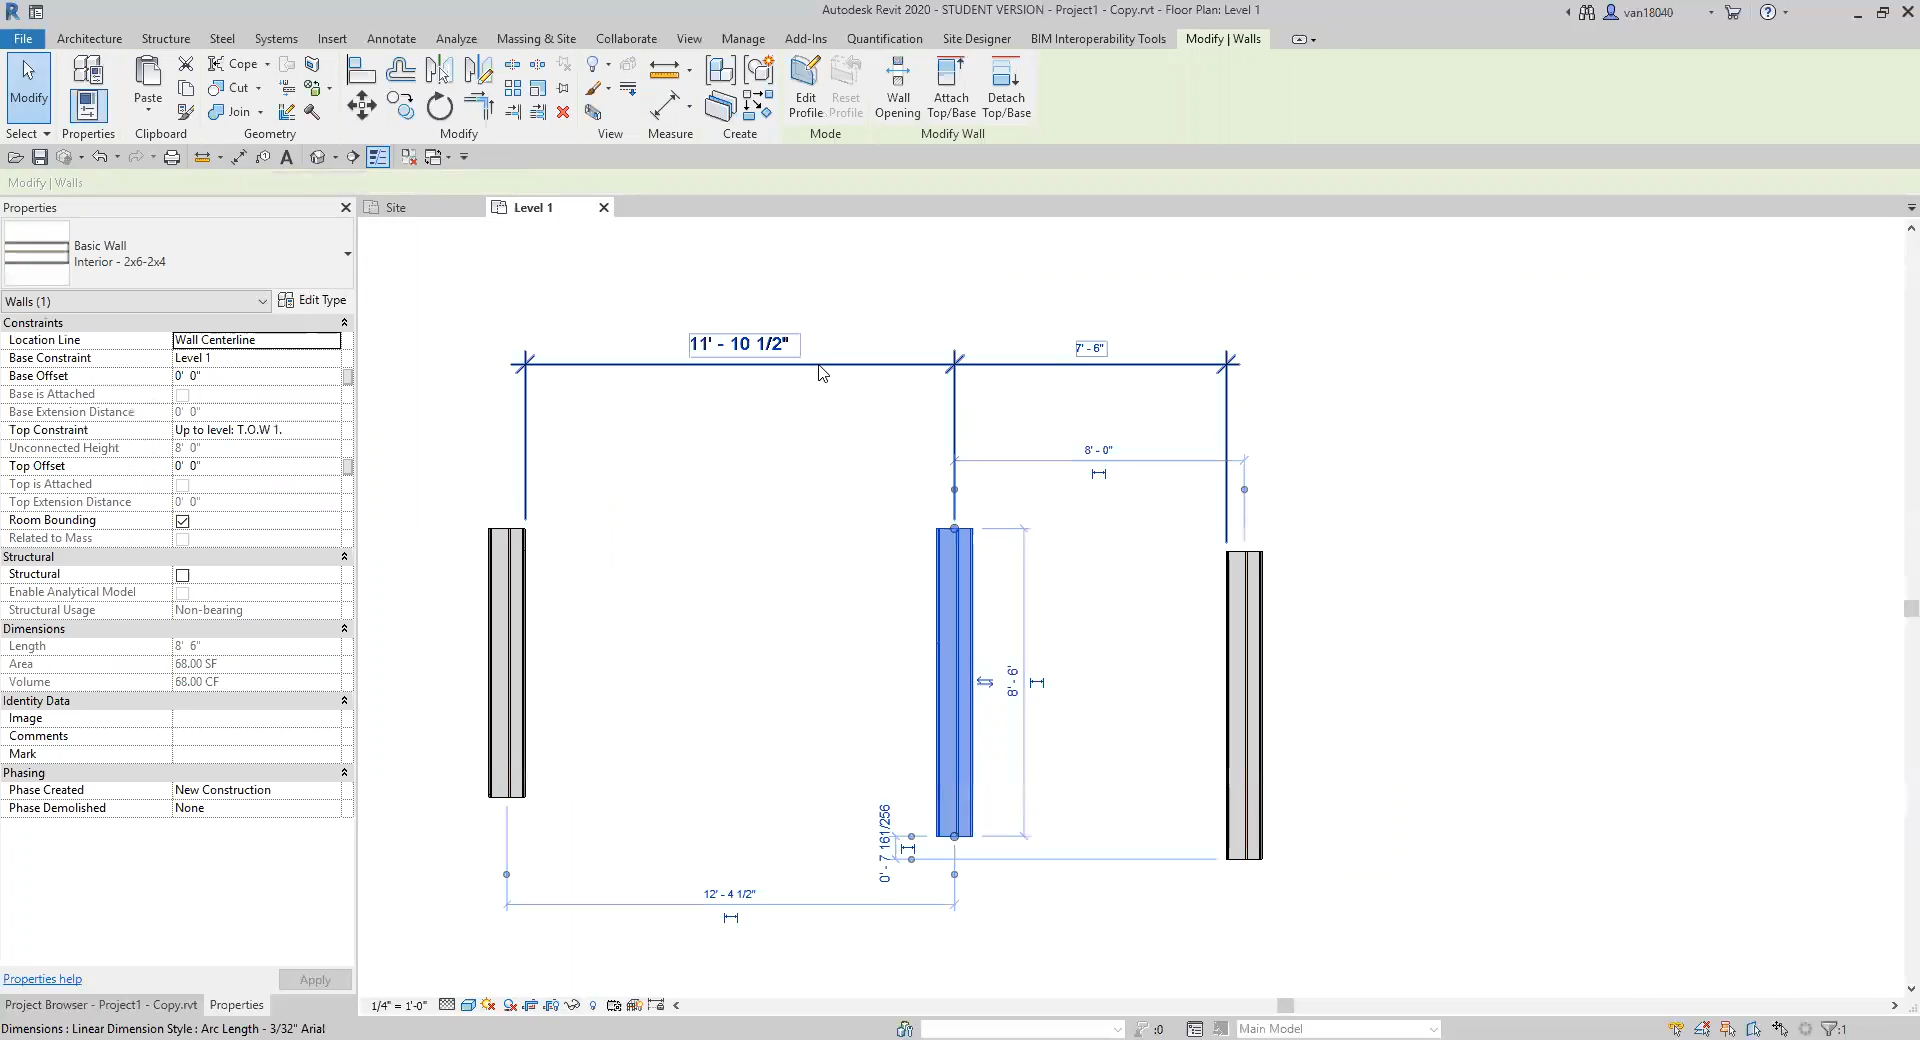 Autodesk Revit 2020 - STUDENT VERSION - Project1 - Copy.rvt - Floor Plan: Level 1
van18040
File Architecture Structure Steel Systems Insert Annotate Analyze Massing & Site Collaborate View Manage Add-Ins Quantification Site Designer BIM Interoperability Tools Modify | Walls
Modify
Paste
Cope
Cut
Join
Edit Profile
Reset Profile
Wall Opening
Attach Top/Base
Detach Top/Base
Select Properties Clipboard Geometry Modify View Measure Create Mode Modify Wall
Modify | Walls
Properties
Site
Level 1
Basic Wall
Interior - 2x6-2x4
Walls (1)
Edit Type
Constraints
Location Line Wall Centerline
Base Constraint Level 1
Base Offset 0' 0"
Base is Attached
Base Extension Distance 0' 0"
Top Constraint Up to level: T.O.W 1.
Unconnected Height 8' 0"
Top Offset 0' 0"
Top is Attached
Top Extension Distance 0' 0"
Room Bounding
Related to Mass
Structural
Structural
Enable Analytical Model
Structural Usage Non-bearing
Dimensions
Length 8' 6"
Area 68.00 SF
Volume 68.00 CF
Identity Data
Image
Comments
Mark
Phasing
Phase Created New Construction
Phase Demolished None
Properties help
Apply
Project Browser - Project1 - Copy.rvt Properties
11' - 10 1/2"
7' - 6"
8' - 0"
8' - 6"
0' - 7 161/256
12' - 4 1/2"
1/4" = 1'-0"
Dimensions : Linear Dimension Style : Arc Length - 3/32" Arial
:0
Main Model
:1